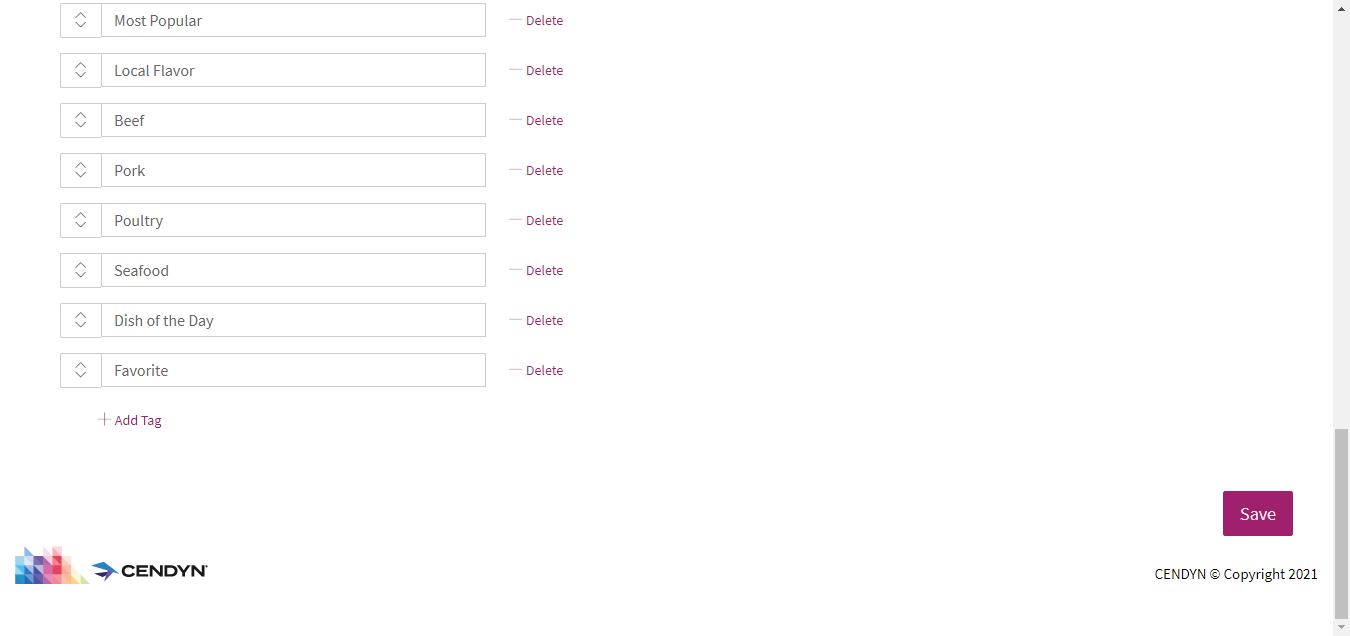 Most Popular Delete
Local Flavor Delete
Beef Delete
Pork Delete
Poultry Delete
Seafood Delete
Dish of the Day Delete
Favorite Delete
Add Tag
Save
CENDYN
CENDYN © Copyright 2021